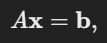 Ax = b,